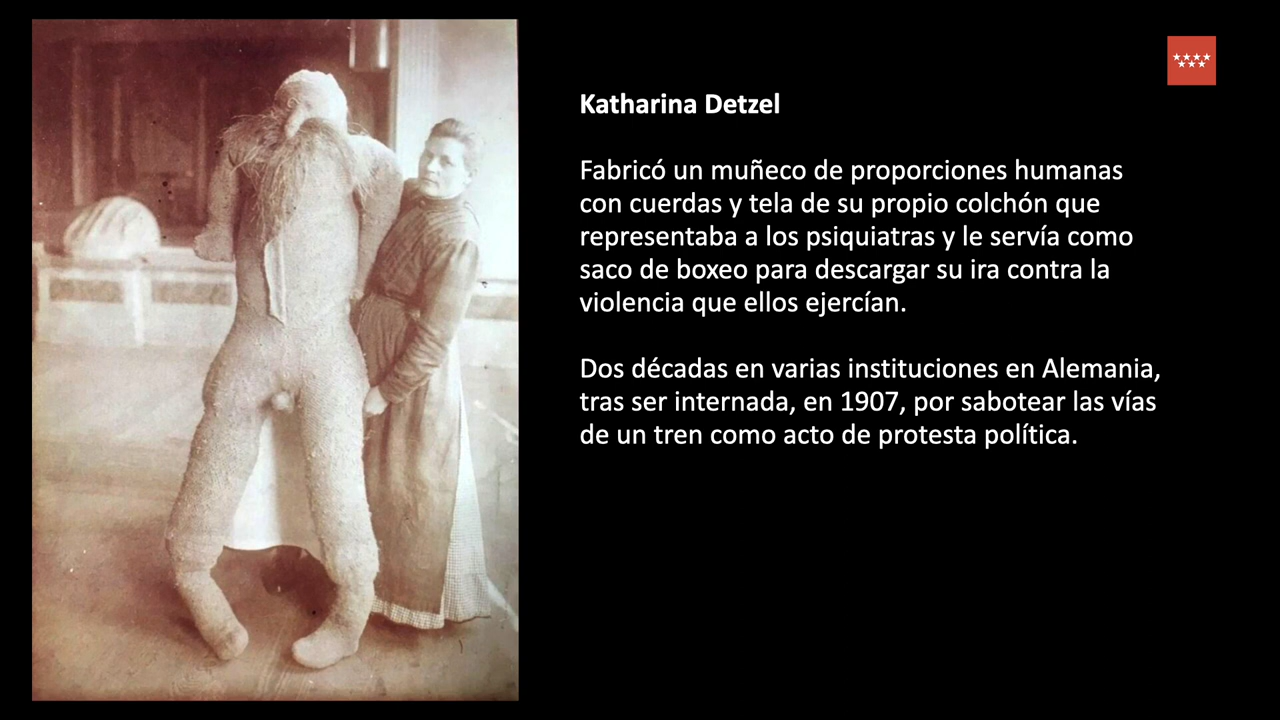 Katharina Detzel
Fabricó un muñeco de proporciones humanas
con cuerdas y tela de su propio colchón que
representaba a los psiquiatras y le servía como
saco de boxeo para descargar su ira contra la
violencia que ellos ejercían.
Dos décadas en varias instituciones en Alemania,
tras ser internada, en 1907, por sabotear las vías
de un tren como acto de protesta política.